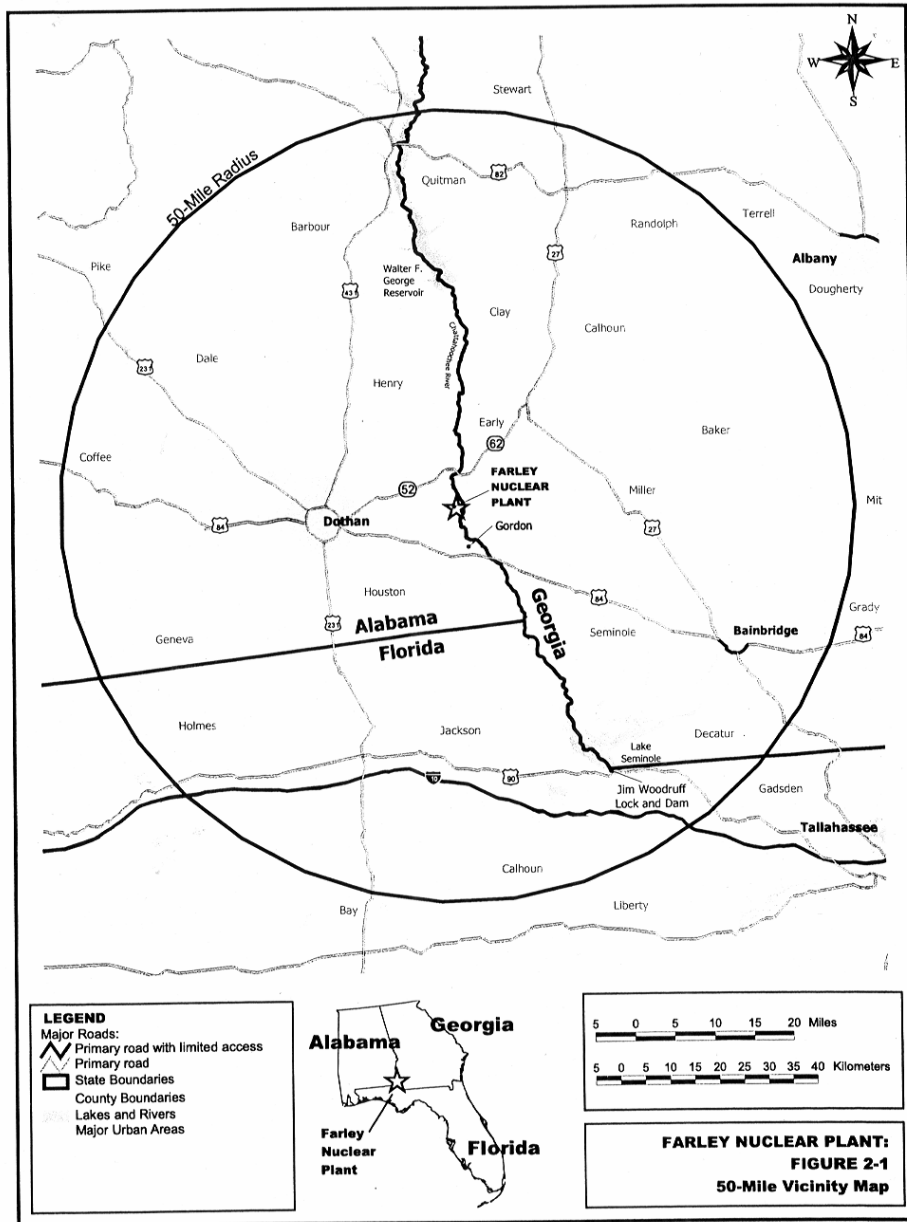 N
W E
S
Stewart
50-Mile Radius
Quitman
82
Barbour
Randolph
Terrell
Albany
Dougherty
27
Pike
Walter F.
George
Reservoir
431
Clay
Chattahoochee River
Calhoun
231
Dale
Henry
Early
62
Baker
Coffee
FARLEY
NUCLEAR
PLANT
52
Miller
Mit
84
Dothan
Gordon
27
Houston
Georgia
84
Grady
Alabama
231
Seminole
Bainbridge
84
Geneva
Florida
Holmes
Jackson
Decatur
Lake
Seminole
90
10
Jim Woodruff
Lock and Dam
Gadsden
Tallahassee
Calhoun
Bay
Liberty
LEGEND
Major Roads:
Primary road with limited access
Primary road
State Boundaries
County Boundaries
Lakes and Rivers
Major Urban Areas
Alabama
Georgia
Farley
Nuclear
Plant
Florida
5 0 5 10 15 20 Miles
5 0 5 10 15 20 25 30 35 40 Kilometers
FARLEY NUCLEAR PLANT:
FIGURE 2-1
50-Mile Vicinity Map